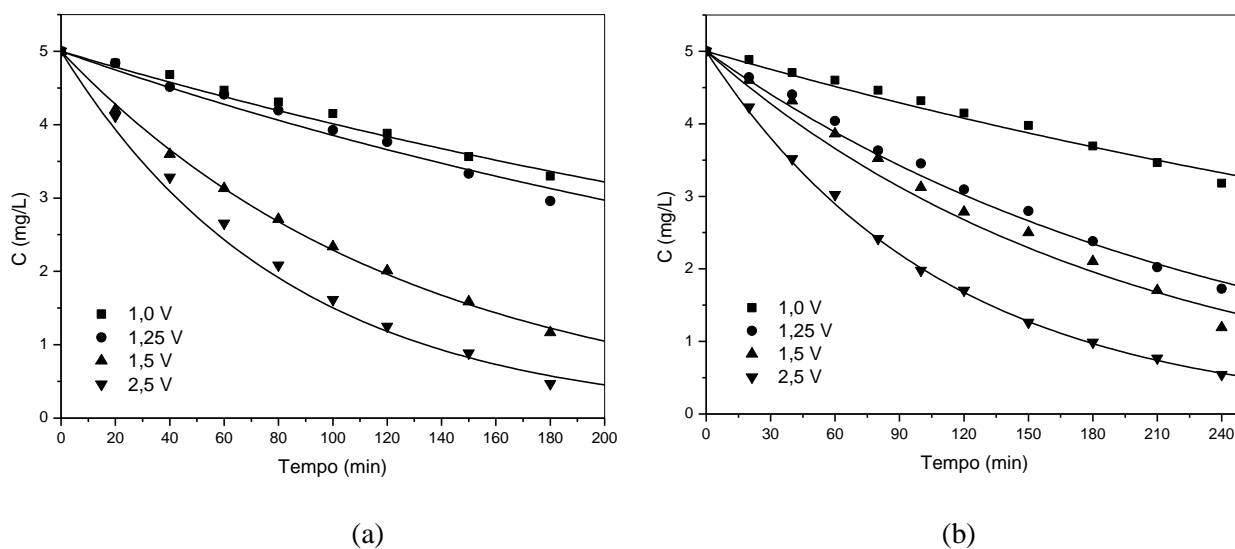 5
4
3
2
1
0
C (mg/L)
1,0 V
1,25 V
1,5 V
2,5 V
0 20 40 60 80 100 120 140 160 180 200
Tempo (min)
(a)
5
4
3
2
1
0
C (mg/L)
1,0 V
1,25 V
1,5 V
2,5 V
0 30 60 90 120 150 180 210 240
Tempo (min)
(b)